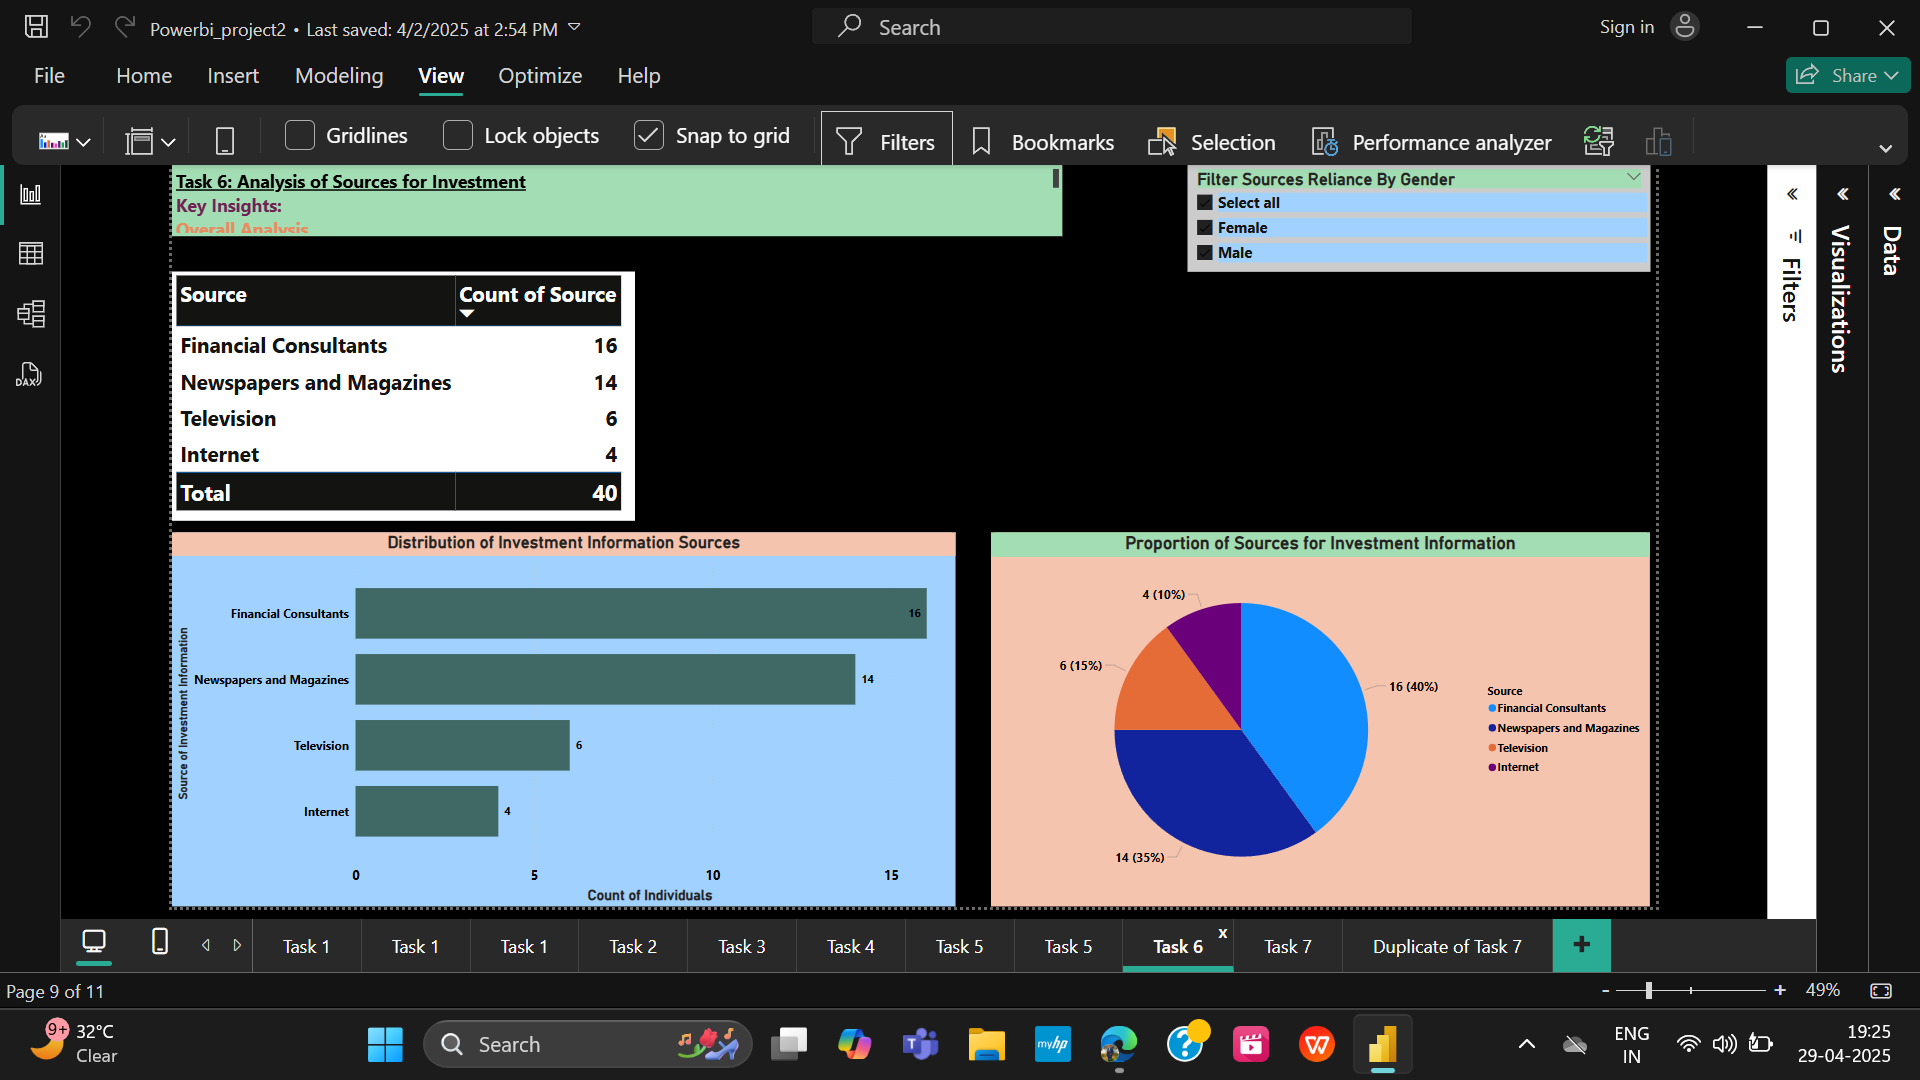 Powerbi_project2 • Last saved: 4/2/2025 at 2:54 PM
Search
Sign in
File Home Insert Modeling View Optimize Help
Share
Gridlines
Lock objects
Snap to grid
Filters
Bookmarks
Selection
Performance analyzer
Task 6: Analysis of Sources for Investment
Key Insights:
Overall Analysis
Filter Sources Reliance By Gender
Select all
Female
Male
Filters
Visualizations
Data
DAX
Source Count of Source
Financial Consultants 16
Newspapers and Magazines 14
Television 6
Internet 4
Total 40
Distribution of Investment Information Sources
Source of Investment Information
Financial Consultants 16
Newspapers and Magazines 14
Television 6
Internet 4
0 5 10 15
Count of Individuals
Proportion of Sources for Investment Information
4 (10%)
6 (15%)
16 (40%)
14 (35%)
Source
Financial Consultants
Newspapers and Magazines
Television
Internet
Task 1 Task 1 Task 1 Task 2 Task 3 Task 4 Task 5 Task 5 Task 6 x Task 7 Duplicate of Task 7 +
Page 9 of 11
- + 49%
9+
32°C
Clear
Search
myhp
ENG
IN
19:25
29-04-2025